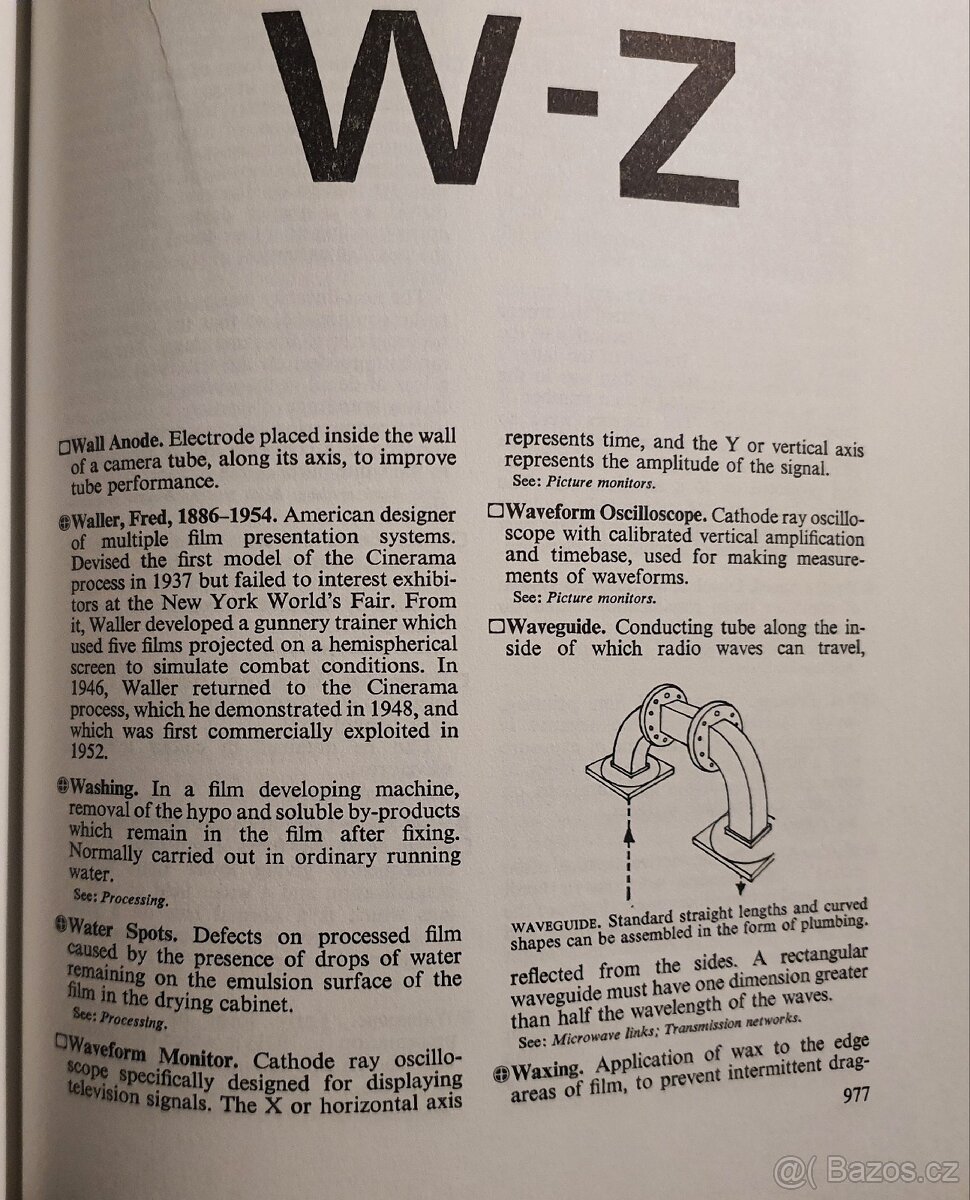 W-Z
□Wall Anode. Electrode placed inside the wall
of a camera tube, along its axis, to improve
tube performance.
⊕Waller, Fred, 1886–1954. American designer
of multiple film presentation systems.
Devised the first model of the Cinerama
process in 1937 but failed to interest exhibi-
tors at the New York World's Fair. From
it, Waller developed a gunnery trainer which
used five films projected on a hemispherical
screen to simulate combat conditions. In
1946, Waller returned to the Cinerama
process, which he demonstrated in 1948, and
which was first commercially exploited in
1952.
⊕Washing. In a film developing machine,
removal of the hypo and soluble by-products
which remain in the film after fixing.
Normally carried out in ordinary running
water.
See: Processing.
⊕Water Spots. Defects on processed film
caused by the presence of drops of water
remaining on the emulsion surface of the
film in the drying cabinet.
See: Processing.
□Waveform Monitor. Cathode ray oscillo-
scope specifically designed for displaying
television signals. The X or horizontal axis
represents time, and the Y or vertical axis
represents the amplitude of the signal.
See: Picture monitors.
□Waveform Oscilloscope. Cathode ray oscillo-
scope with calibrated vertical amplification
and timebase, used for making measure-
ments of waveforms.
See: Picture monitors.
□Waveguide. Conducting tube along the in-
side of which radio waves can travel,
WAVEGUIDE. Standard straight lengths and curved
shapes can be assembled in the form of plumbing.
reflected from the sides. A rectangular
waveguide must have one dimension greater
than half the wavelength of the waves.
See: Microwave links; Transmission networks.
⊕Waxing. Application of wax to the edge
areas of film, to prevent intermittent drag-
977
@( Bazos.cz